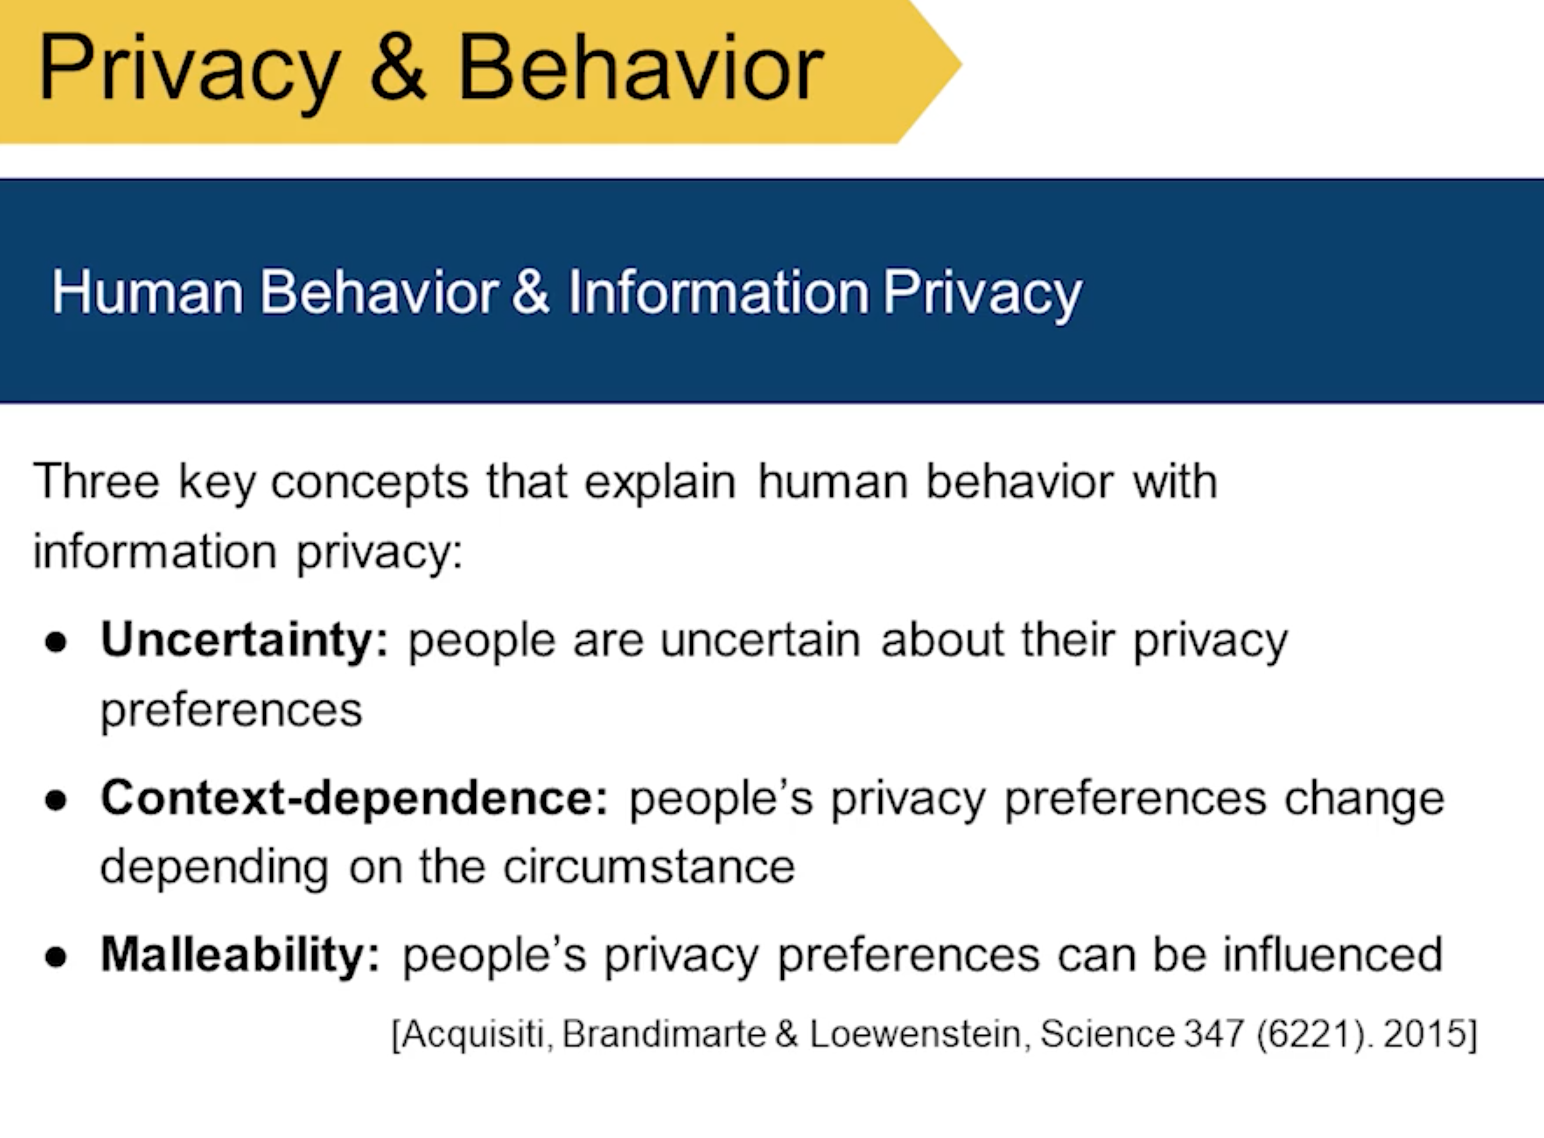 Privacy & Behavior
Human Behavior & Information Privacy
Three key concepts that explain human behavior with
information privacy:
● Uncertainty: people are uncertain about their privacy
preferences
● Context-dependence: people’s privacy preferences change
depending on the circumstance
● Malleability: people’s privacy preferences can be influenced
[Acquisiti, Brandimarte & Loewenstein, Science 347 (6221). 2015]